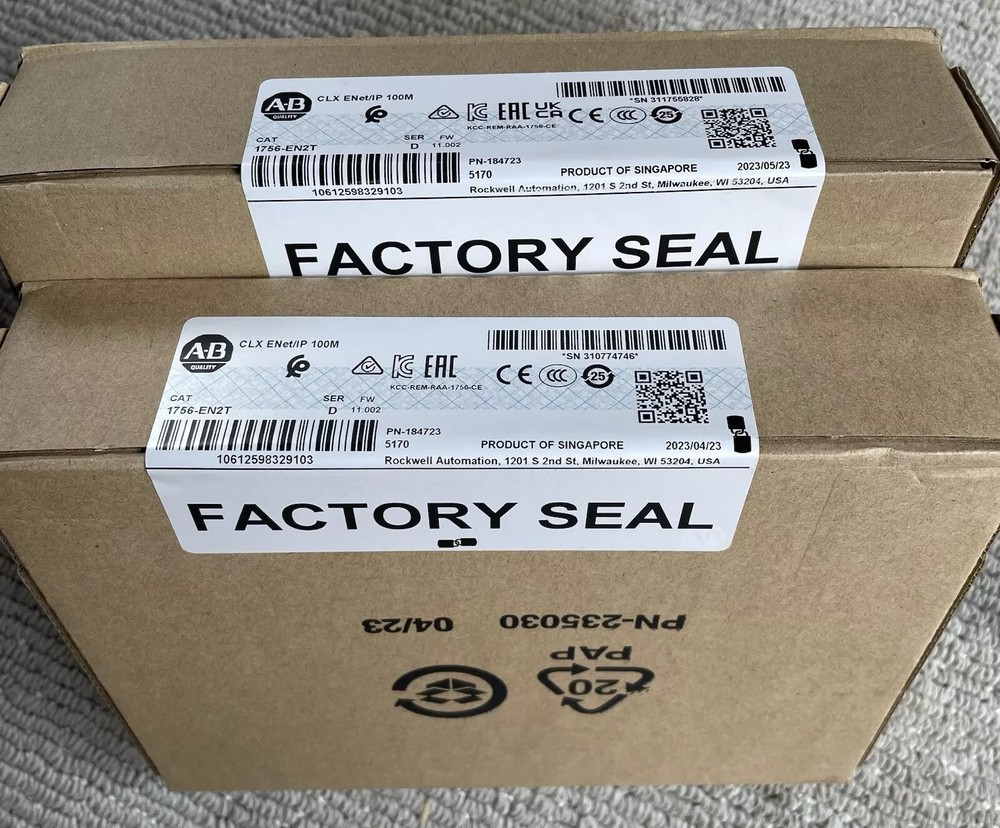 A-B
QUALITY
CLX ENet/IP 100M
*SN 311755828*
EAC UK CA CE CCC 25
KCC-REM-RAA-1756-CE
CAT
1756-EN2T
SER
D
FW
11.002
10612598329103
PN-184723
5170
PRODUCT OF SINGAPORE
2023/05/23
Rockwell Automation, 1201 S 2nd St, Milwaukee, WI 53204, USA
FACTORY SEAL
A-B
QUALITY
CLX ENet/IP 100M
*SN 310774746*
EAC CE CCC 25
KCC-REM-RAA-1756-CE
CAT
1756-EN2T
SER
D
FW
11.002
10612598329103
PN-184723
5170
PRODUCT OF SINGAPORE
2023/04/23
Rockwell Automation, 1201 S 2nd St, Milwaukee, WI 53204, USA
FACTORY SEAL
PN-235030 04/23
20
PAP